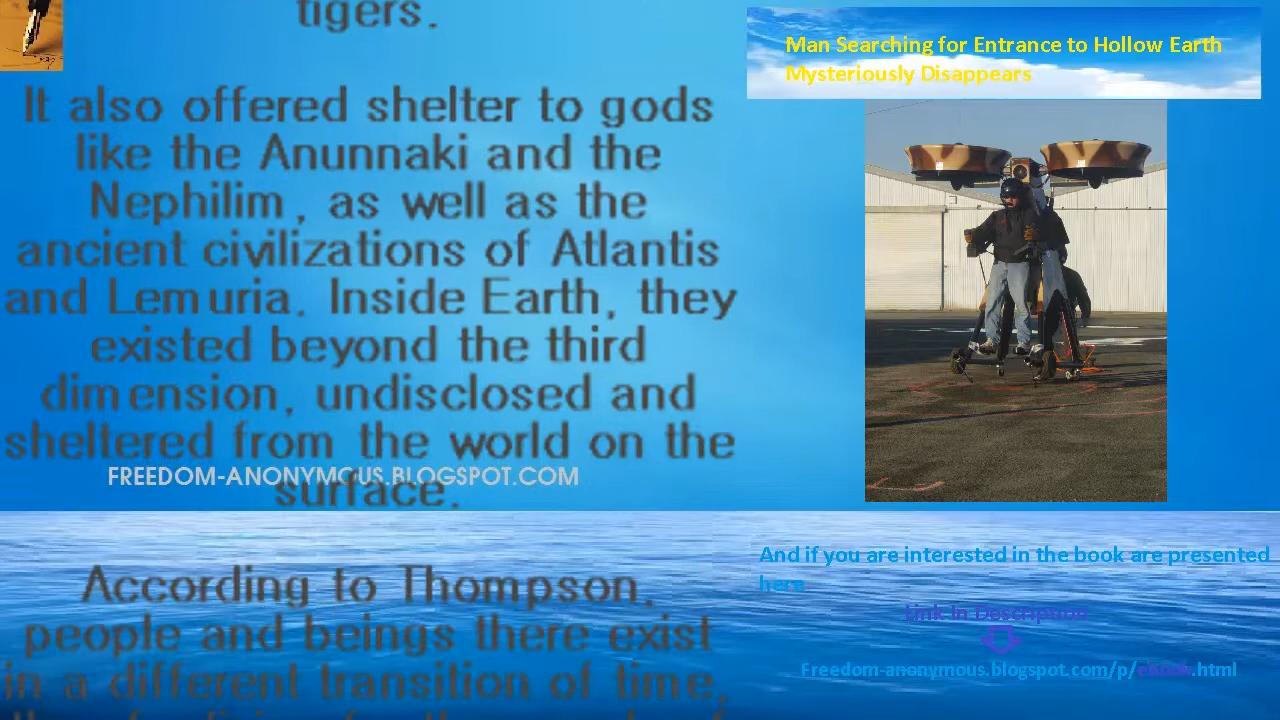 tigers.
It also offered shelter to gods
like the Anunnaki and the
Nephilim, as well as the
ancient civilizations of Atlantis
and Lemuria. Inside Earth, they
existed beyond the third
dimension, undisclosed and
sheltered from the world on the
surface.
FREEDOM-ANONYMOUS.BLOGSPOT.COM
According to Thompson,
people and beings there exist
in a different transition of time,
Man Searching for Entrance to Hollow Earth
Mysteriously Disappears
And if you are interested in the book are presented
here
Link In Description
Freedom-anonymous.blogspot.com/p/ebook.html